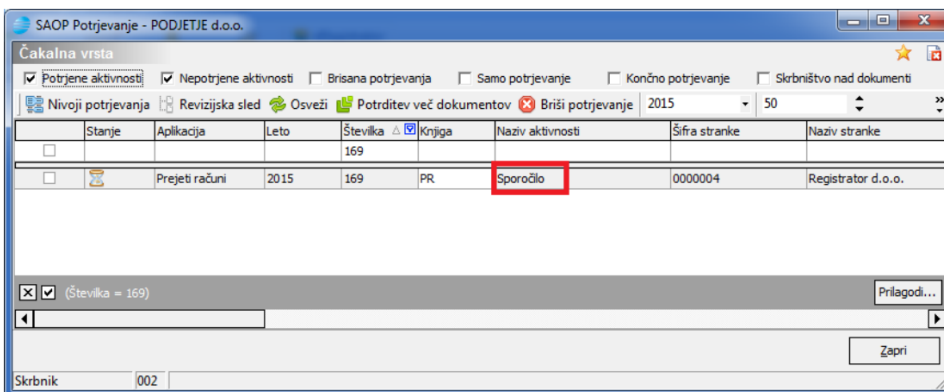 SAOP Potrjevanje - PODJETJE d.o.o.
Čakalna vrsta
Potrjene aktivnosti Nepotrjene aktivnosti Brisana potrjevanja Samo potrjevanje Končno potrjevanje Skrbništvo nad dokumenti
Nivoji potrjevanja Revizijska sled Osveži Potrditev več dokumentov Briši potrjevanje 2015 50
Stanje Aplikacija Leto Številka Knjiga Naziv aktivnosti Šifra stranke Naziv stranke
169
Prejeti računi 2015 169 PR Sporočilo 0000004 Registrator d.o.o.
(Številka = 169) Prilagodi...
Zapri
Skrbnik 002